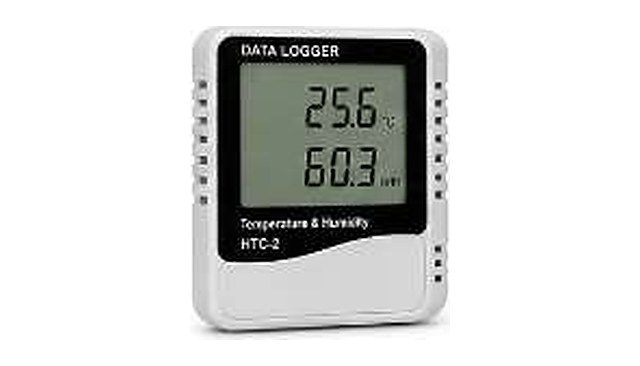 DATA LOGGER
25.6 °C
60.3
Temperature & Humidity
HTC-2